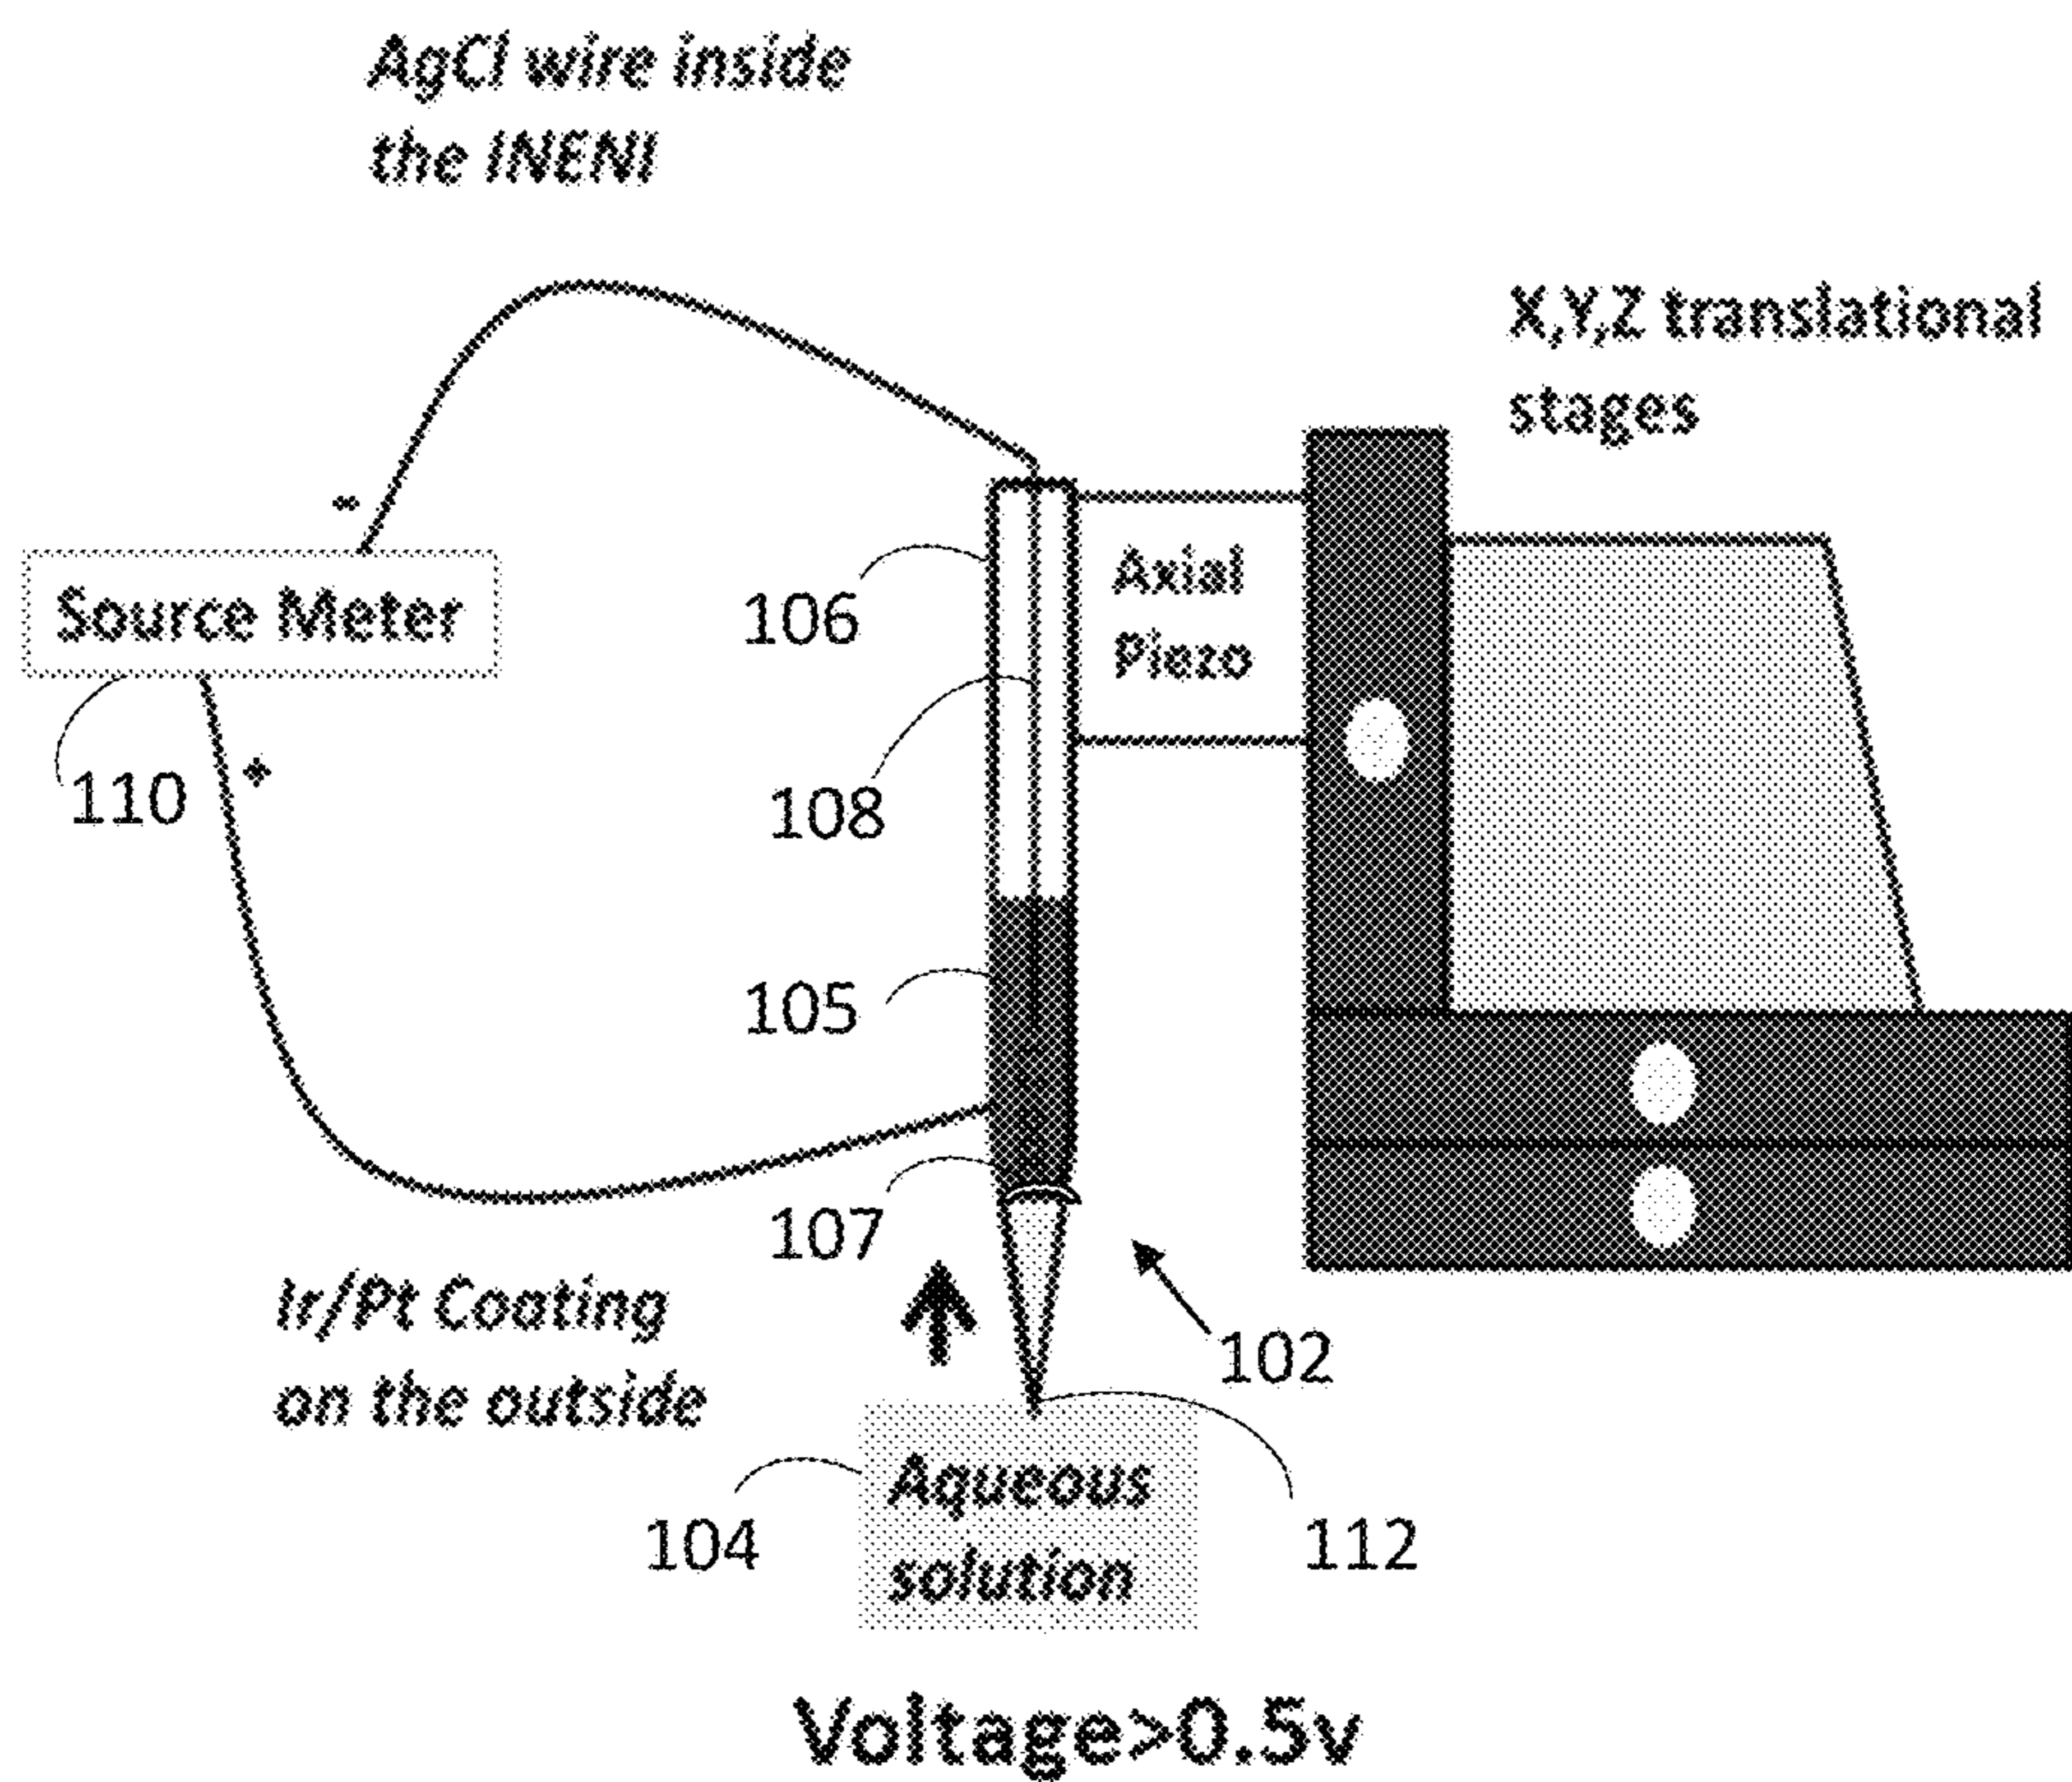 AgCl wire inside
the INENI
X,Y,Z translational
stages
-
Source Meter
106
Axial
Piezo
110
+
108
105
107
Ir/Pt Coating
on the outside
102
Aqueous
solution
104
112
Voltage>0.5v